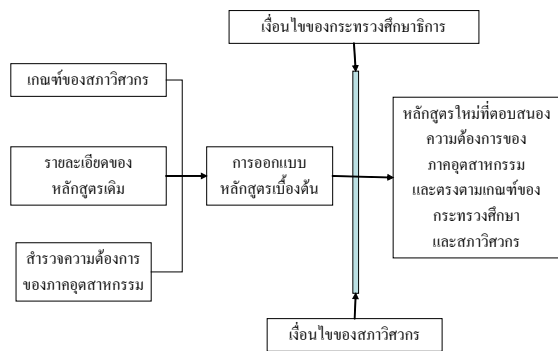 เงื่อนไขของกระทรวงศึกษาธิการ
เกณฑ์ของสภาวิศวกร
รายละเอียดของ
หลักสูตรเดิม
สำรวจความต้องการ
ของภาคอุตสาหกรรม
การออกแบบ
หลักสูตรเบื้องต้น
หลักสูตรใหม่ที่ตอบสนอง
ความต้องการของ
ภาคอุตสาหกรรม
และตรงตามเกณฑ์ของ
กระทรวงศึกษา
และสภาวิศวกร
เงื่อนไขของสภาวิศวกร